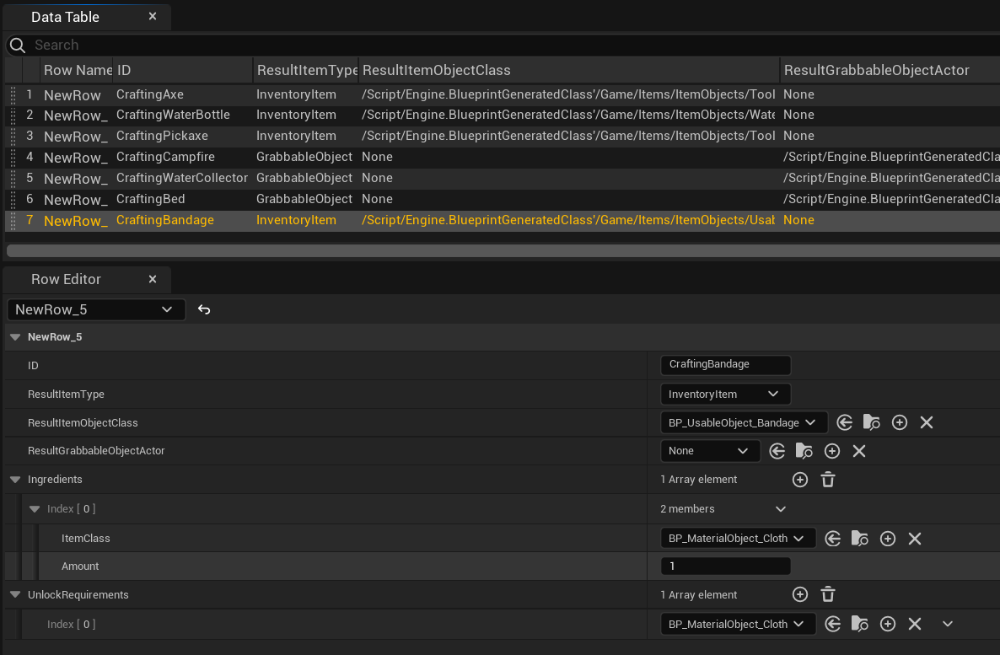 Data Table
Search
Row Name ID ResultItemType ResultItemObjectClass ResultGrabbableObjectActor
1 NewRow CraftingAxe InventoryItem /Script/Engine.BlueprintGeneratedClass'/Game/Items/ItemObjects/Tool None
2 NewRow_ CraftingWaterBottle InventoryItem /Script/Engine.BlueprintGeneratedClass'/Game/Items/ItemObjects/Wate None
3 NewRow_ CraftingPickaxe InventoryItem /Script/Engine.BlueprintGeneratedClass'/Game/Items/ItemObjects/Tool None
4 NewRow_ CraftingCampfire GrabbableObject None /Script/Engine.BlueprintGeneratedCla
5 NewRow_ CraftingWaterCollector GrabbableObject None /Script/Engine.BlueprintGeneratedCla
6 NewRow_ CraftingBed GrabbableObject None /Script/Engine.BlueprintGeneratedCla
7 NewRow_ CraftingBandage InventoryItem /Script/Engine.BlueprintGeneratedClass'/Game/Items/ItemObjects/Usab None
Row Editor
NewRow_5
NewRow_5
ID CraftingBandage
ResultItemType InventoryItem
ResultItemObjectClass BP_UsableObject_Bandage
ResultGrabbableObjectActor None
Ingredients 1 Array element
Index [ 0 ] 2 members
ItemClass BP_MaterialObject_Cloth
Amount 1
UnlockRequirements 1 Array element
Index [ 0 ] BP_MaterialObject_Cloth